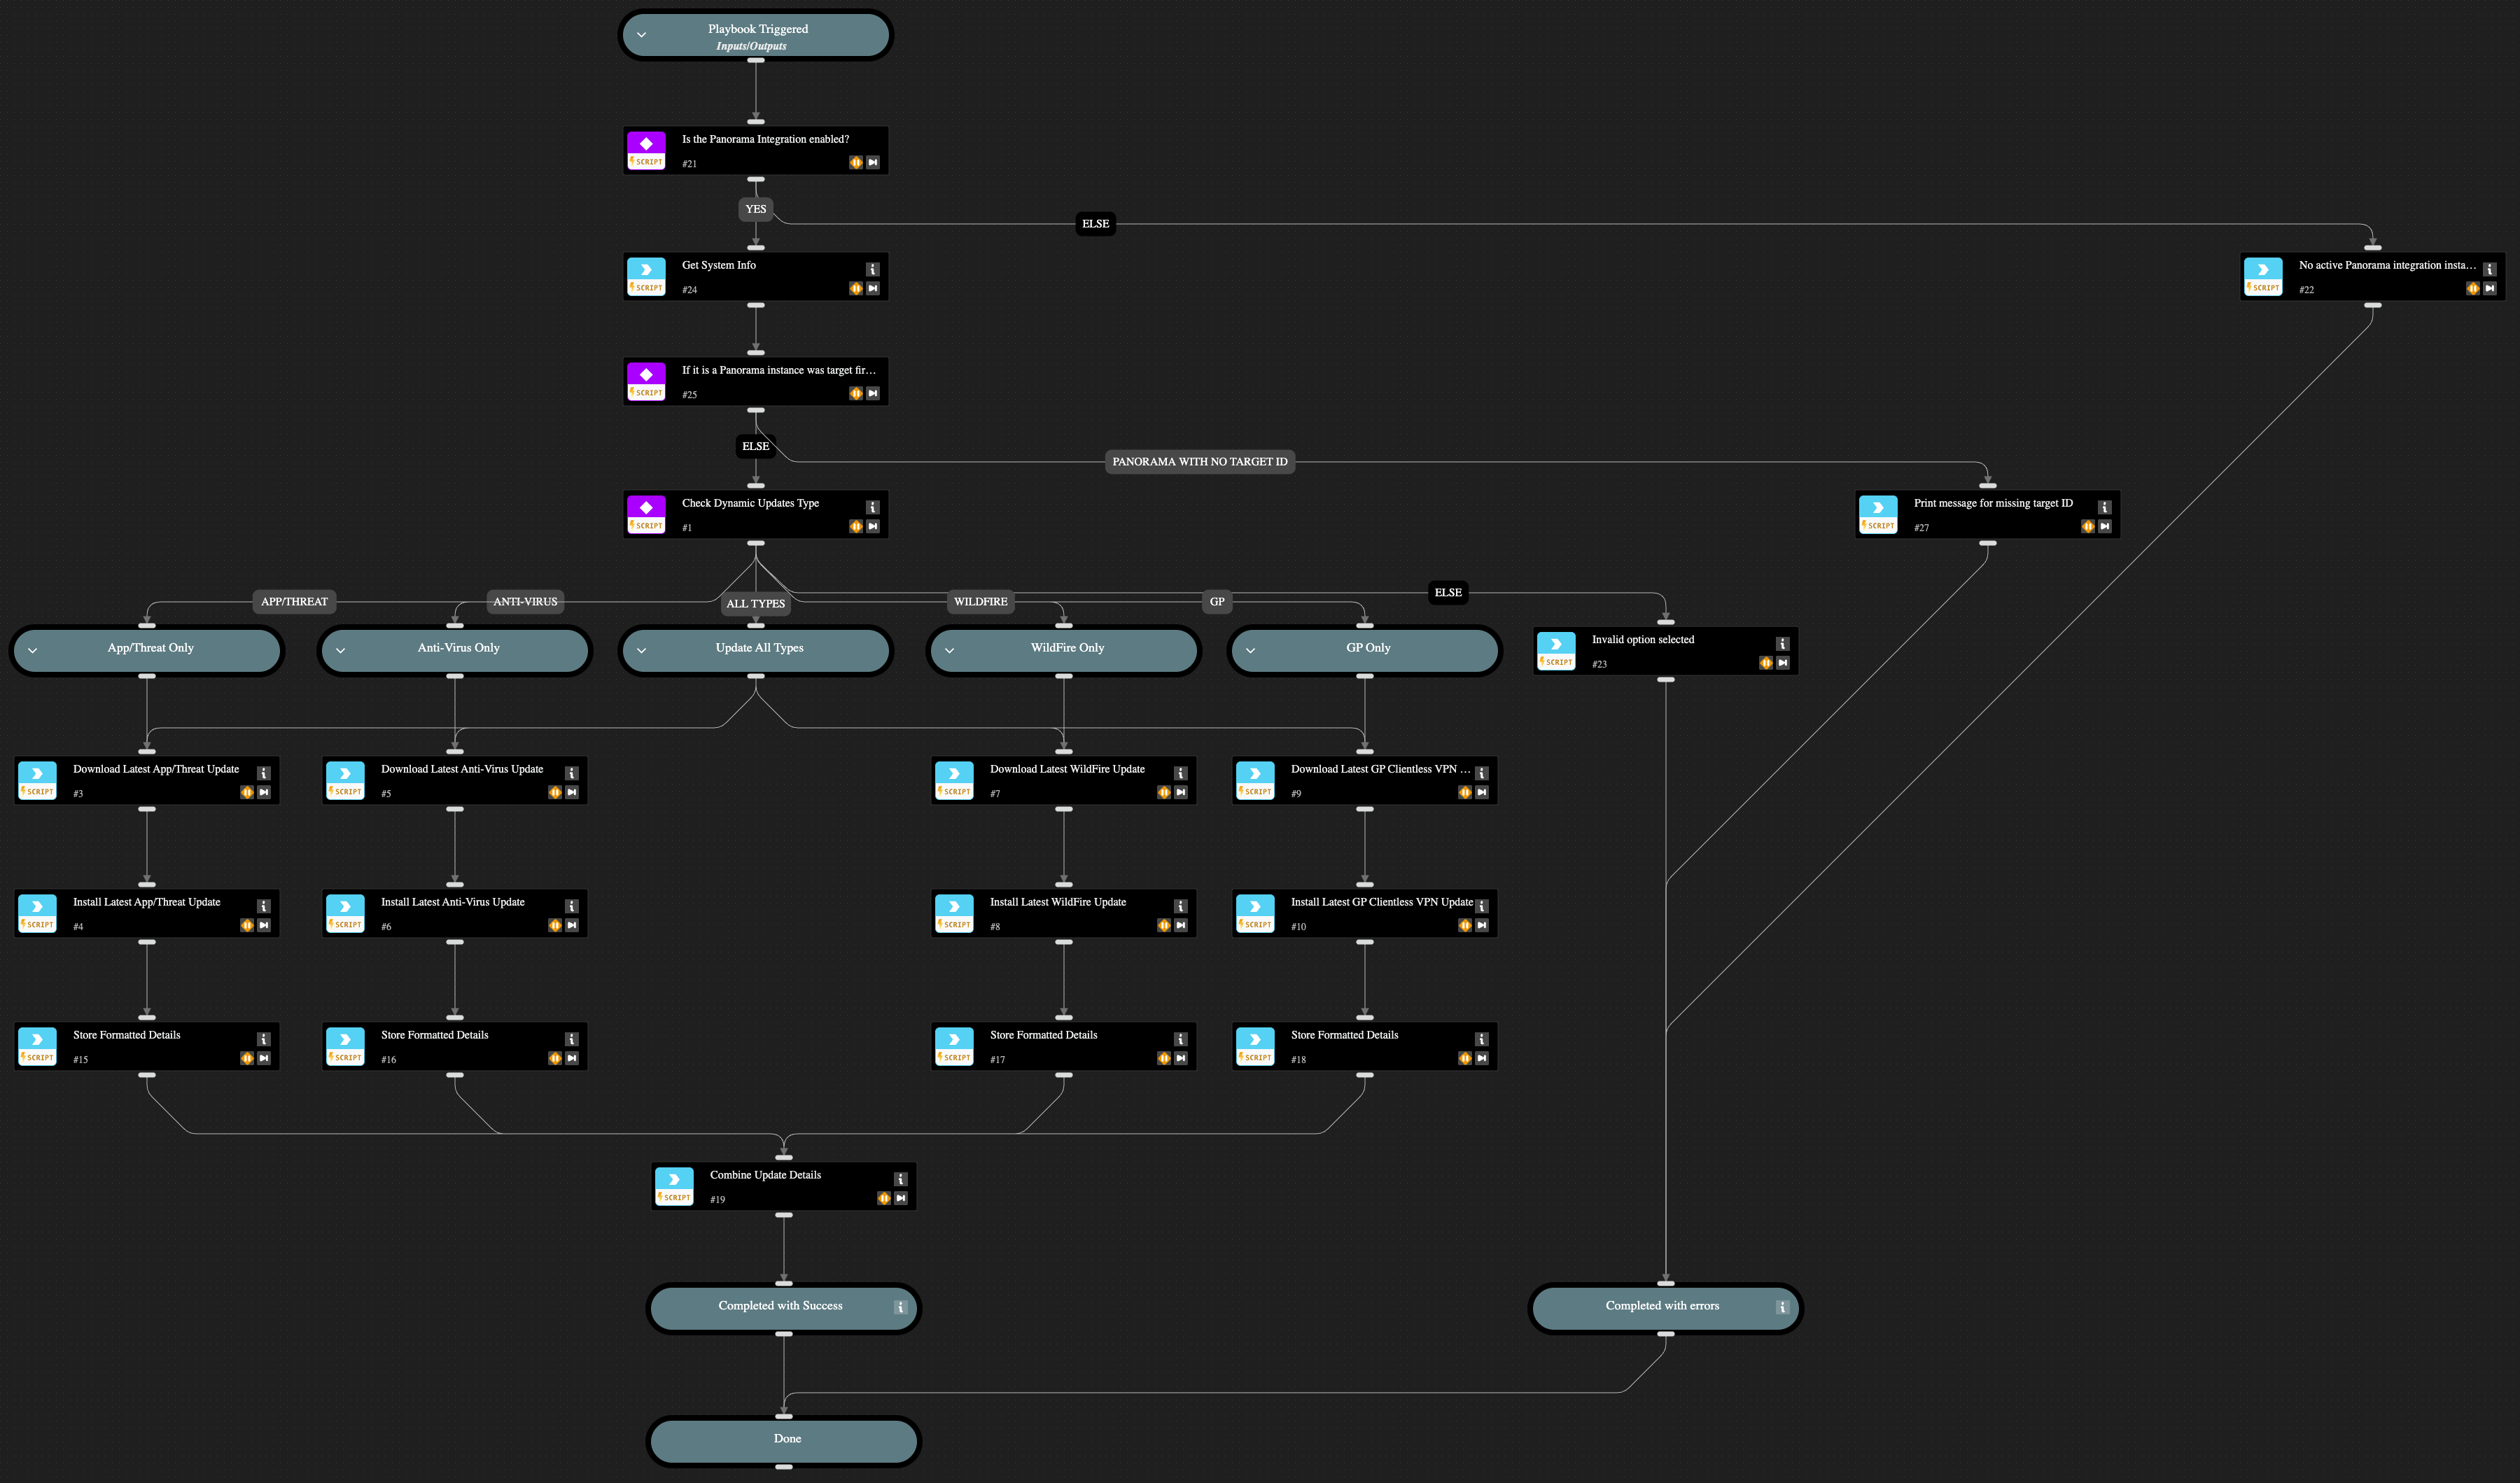 Playbook Triggered
Inputs/Outputs
Is the Panorama Integration enabled?
SCRIPT
#21
YES
ELSE
Get System Info
SCRIPT
#24
No active Panorama integration insta...
SCRIPT
#22
If it is a Panorama instance was target fir...
SCRIPT
#25
ELSE
PANORAMA WITH NO TARGET ID
Check Dynamic Updates Type
SCRIPT
#1
Print message for missing target ID
SCRIPT
#27
APP/THREAT
ANTI-VIRUS
ALL TYPES
WILDFIRE
GP
ELSE
App/Threat Only
Anti-Virus Only
Update All Types
WildFire Only
GP Only
Invalid option selected
SCRIPT
#23
Download Latest App/Threat Update
SCRIPT
#3
Download Latest Anti-Virus Update
SCRIPT
#5
Download Latest WildFire Update
SCRIPT
#7
Download Latest GP Clientless VPN ...
SCRIPT
#9
Install Latest App/Threat Update
SCRIPT
#4
Install Latest Anti-Virus Update
SCRIPT
#6
Install Latest WildFire Update
SCRIPT
#8
Install Latest GP Clientless VPN Update
SCRIPT
#10
Store Formatted Details
SCRIPT
#15
Store Formatted Details
SCRIPT
#16
Store Formatted Details
SCRIPT
#17
Store Formatted Details
SCRIPT
#18
Combine Update Details
SCRIPT
#19
Completed with Success
Completed with errors
Done